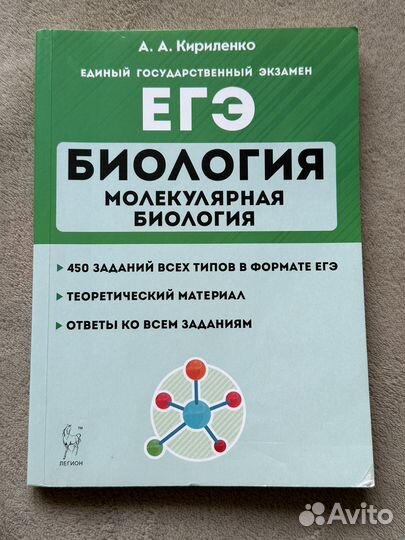 А. А. Кириленко
ЕДИНЫЙ ГОСУДАРСТВЕННЫЙ ЭКЗАМЕН
ЕГЭ
БИОЛОГИЯ
МОЛЕКУЛЯРНАЯ
БИОЛОГИЯ
450 ЗАДАНИЙ ВСЕХ ТИПОВ В ФОРМАТЕ ЕГЭ
ТЕОРЕТИЧЕСКИЙ МАТЕРИАЛ
ОТВЕТЫ КО ВСЕМ ЗАДАНИЯМ
TM
ЛЕГИОН
Avito